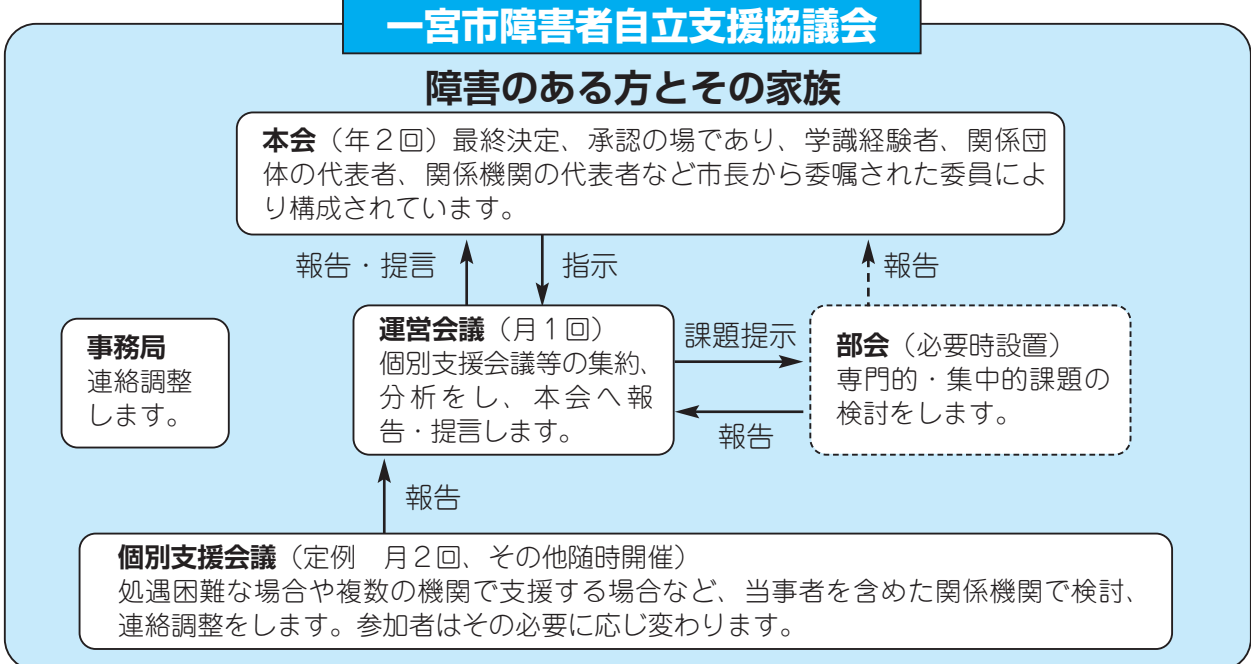 一宮市障害者自立支援協議会
障害のある方とその家族
本会（年２回）最終決定、承認の場であり、学識経験者、関係団
体の代表者、関係機関の代表者など市長から委嘱された委員によ
り構成されています。
報告・提言
指示
報告
事務局
連絡調整
します。
運営会議（月１回）
個別支援会議等の集約、
分析をし、本会へ報
告・提言します。
課題提示
報告
部会（必要時設置）
専門的・集中的課題の
検討をします。
報告
個別支援会議（定例　月２回、その他随時開催）
処遇困難な場合や複数の機関で支援する場合など、当事者を含めた関係機関で検討、
連絡調整をします。参加者はその必要に応じ変わります。